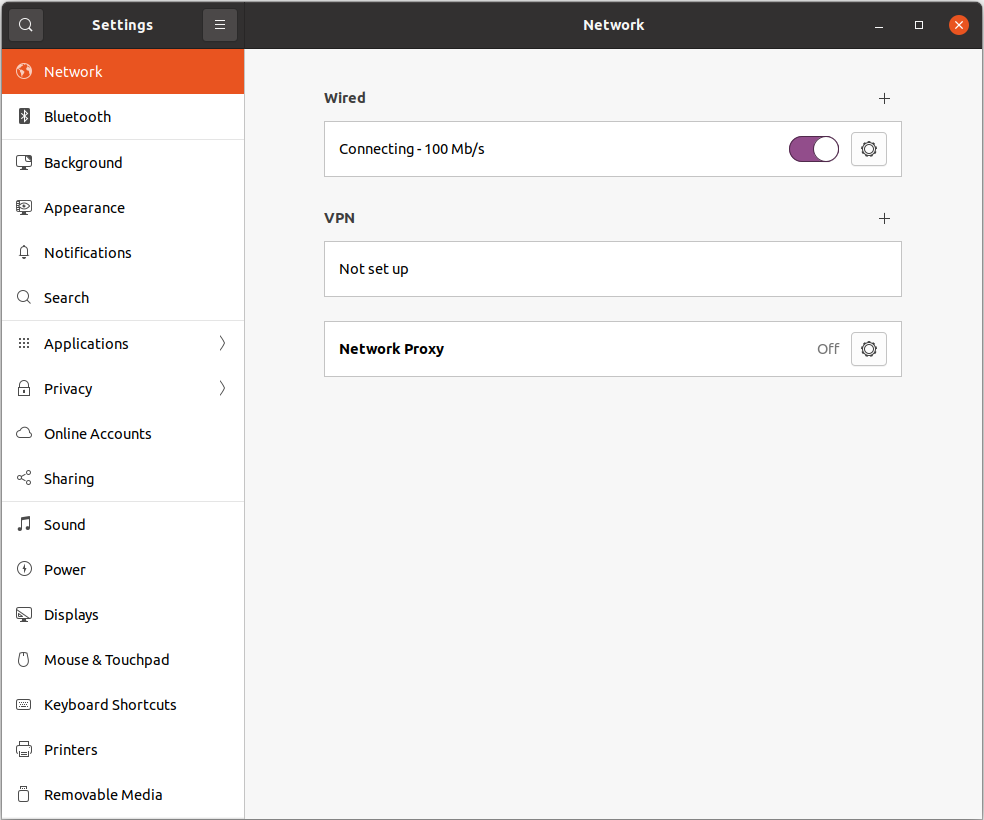 Settings
Network
Network
Bluetooth
Background
Appearance
Notifications
Search
Applications
Privacy
Online Accounts
Sharing
Sound
Power
Displays
Mouse & Touchpad
Keyboard Shortcuts
Printers
Removable Media
Wired
Connecting - 100 Mb/s
VPN
Not set up
Network Proxy Off